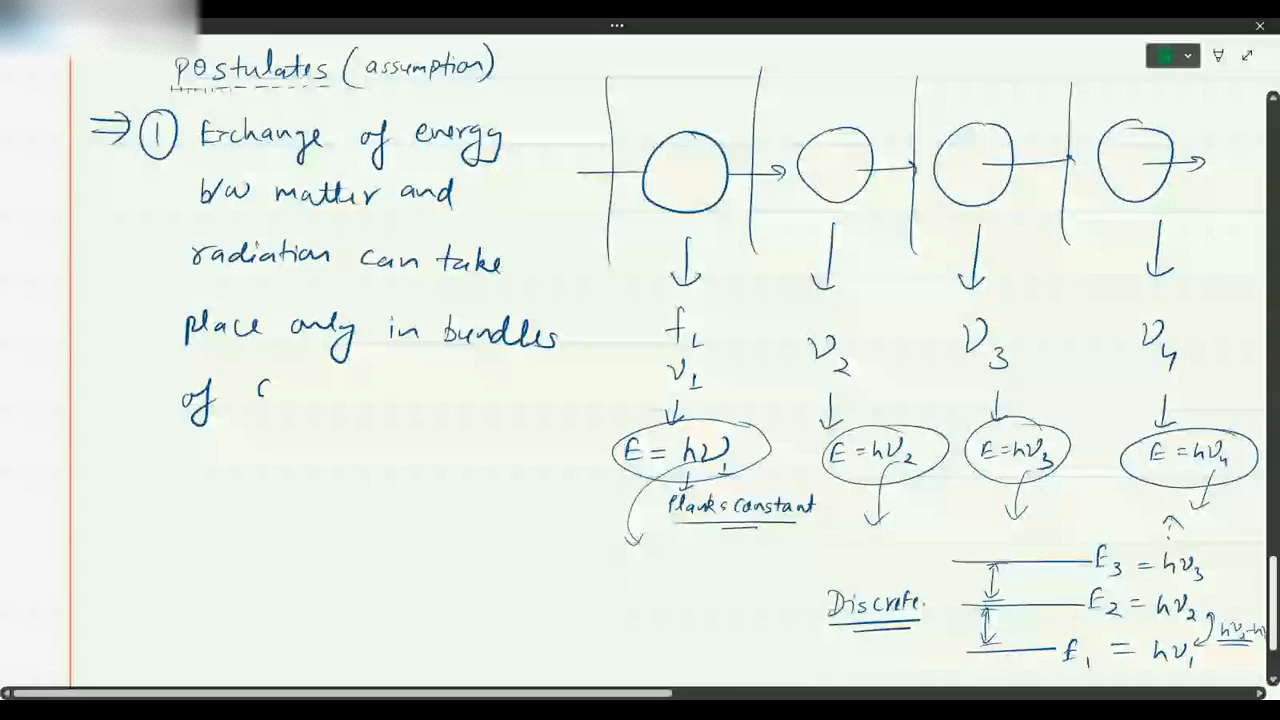 Postulates (assumption)
⇒ ① Exchange of energy
b/w matter and
radiation can take
place only in bundles
of
f₁
ν₁ ν₂ ν₃ ν₄
E = hν₁ E = hν₂ E = hν₃ E = hν₄
Planks constant
Discrete.
E₃ = hν₃
E₂ = hν₂
E₁ = hν₁